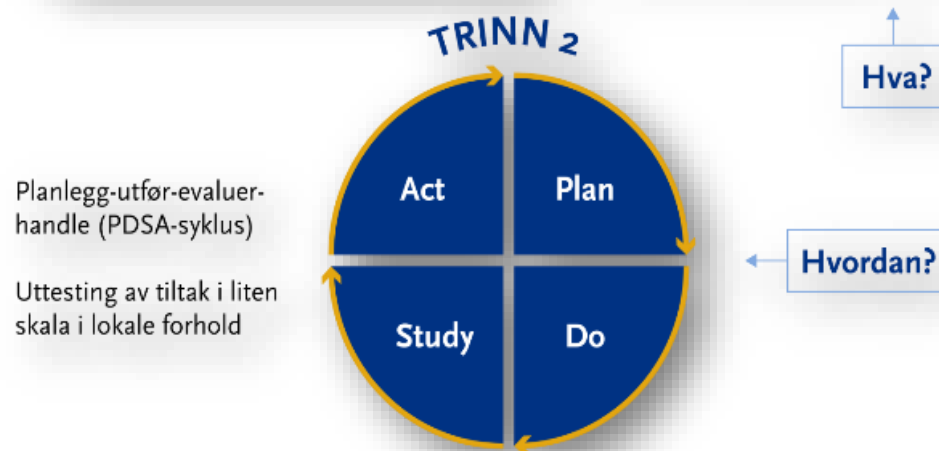 TRINN 2
Hva?
Act
Plan
Planlegg-utfør-evaluer-
handle (PDSA-syklus)
Hvordan?
Uttesting av tiltak i liten
skala i lokale forhold
Study
Do